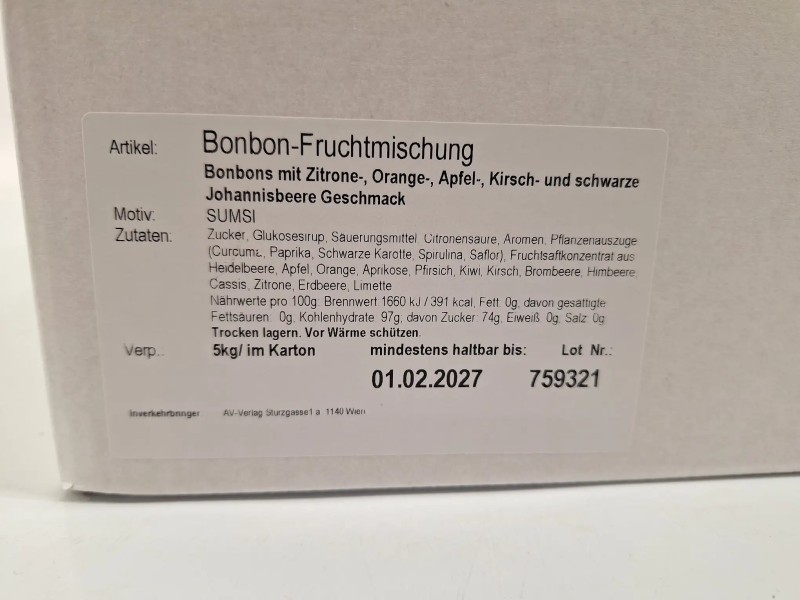 Artikel: Bonbon-Fruchtmischung
Bonbons mit Zitrone-, Orange-, Apfel-, Kirsch- und schwarze
Johannisbeere Geschmack
Motiv: SUMSI
Zutaten: Zucker, Glukosesirup, Säuerungsmittel Citronensäure, Aromen, Pflanzenauszüge
(Curcuma, Paprika, Schwarze Karotte, Spirulina, Saflor), Fruchtsaftkonzentrat aus
Heidelbeere, Apfel, Orange, Aprikose, Pfirsich, Kiwi, Kirsch, Brombeere, Himbeere,
Cassis, Zitrone, Erdbeere, Limette
Nährwerte pro 100g: Brennwert 1660 kJ / 391 kcal, Fett: 0g, davon gesättigte
Fettsäuren: 0g, Kohlenhydrate: 97g, davon Zucker: 74g, Eiweiß: 0g, Salz: 0g
Trocken lagern. Vor Wärme schützen.
Verp.: 5kg/ im Karton mindestens haltbar bis: Lot Nr.:
01.02.2027 759321
Inverkehrbringer AV-Verlag Sturzgasse1 a 1140 Wien